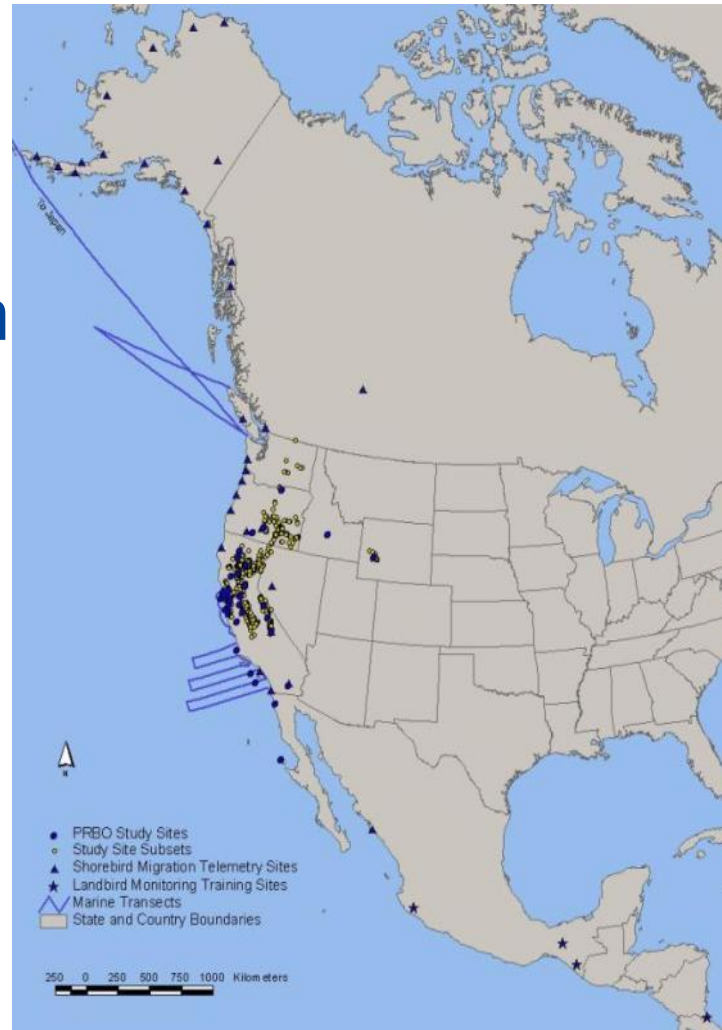 n
To Japan
N
PRBO Study Sites
Study Site Subsets
Shorebird Migration Telemetry Sites
Landbird Monitoring Training Sites
Marine Transects
State and Country Boundaries
250 0 250 500 750 1000 Kilometers